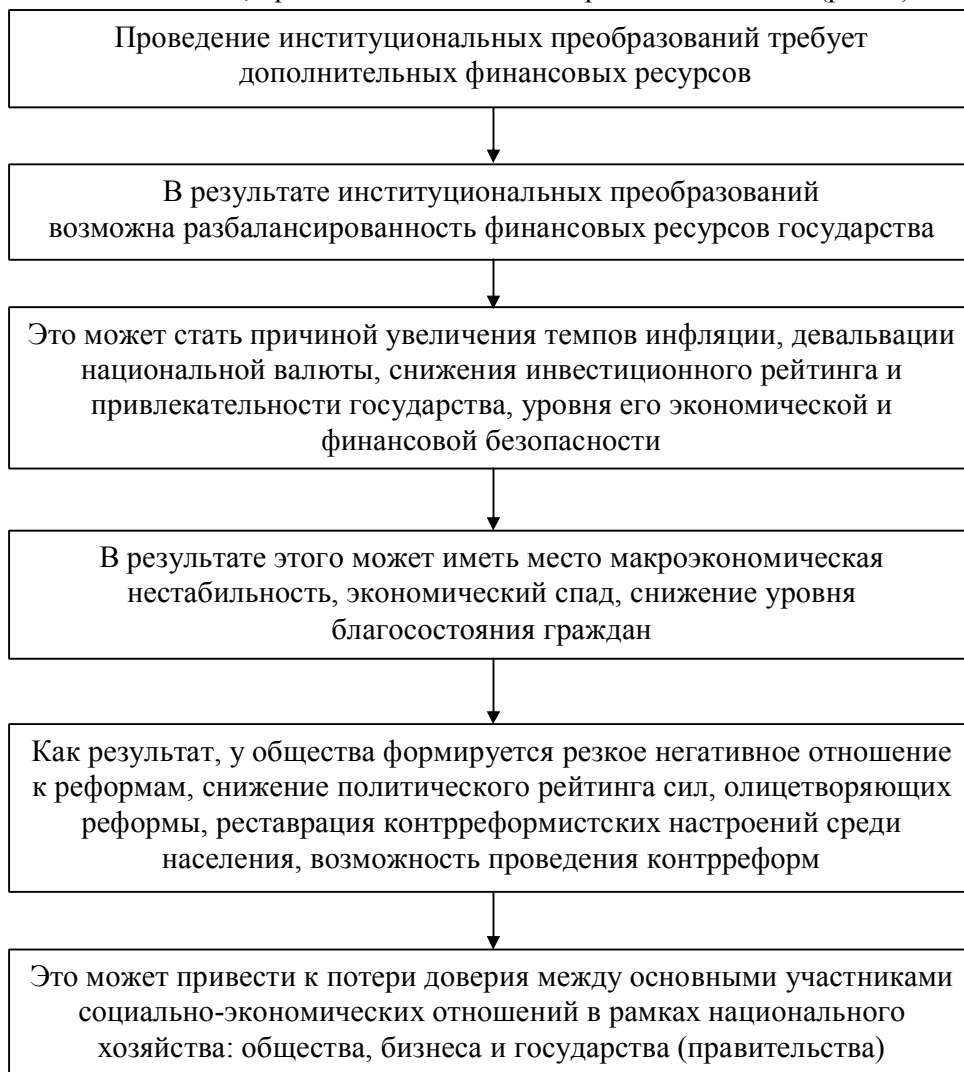 Проведение институциональных преобразований требует
дополнительных финансовых ресурсов
В результате институциональных преобразований
возможна разбалансированность финансовых ресурсов государства
Это может стать причиной увеличения темпов инфляции, девальвации
национальной валюты, снижения инвестиционного рейтинга и
привлекательности государства, уровня его экономической и
финансовой безопасности
В результате этого может иметь место макроэкономическая
нестабильность, экономический спад, снижение уровня
благосостояния граждан
Как результат, у общества формируется резкое негативное отношение
к реформам, снижение политического рейтинга сил, олицетворяющих
реформы, реставрация контрреформистских настроений среди
населения, возможность проведения контрреформ
Это может привести к потери доверия между основными участниками
социально-экономических отношений в рамках национального
хозяйства: общества, бизнеса и государства (правительства)